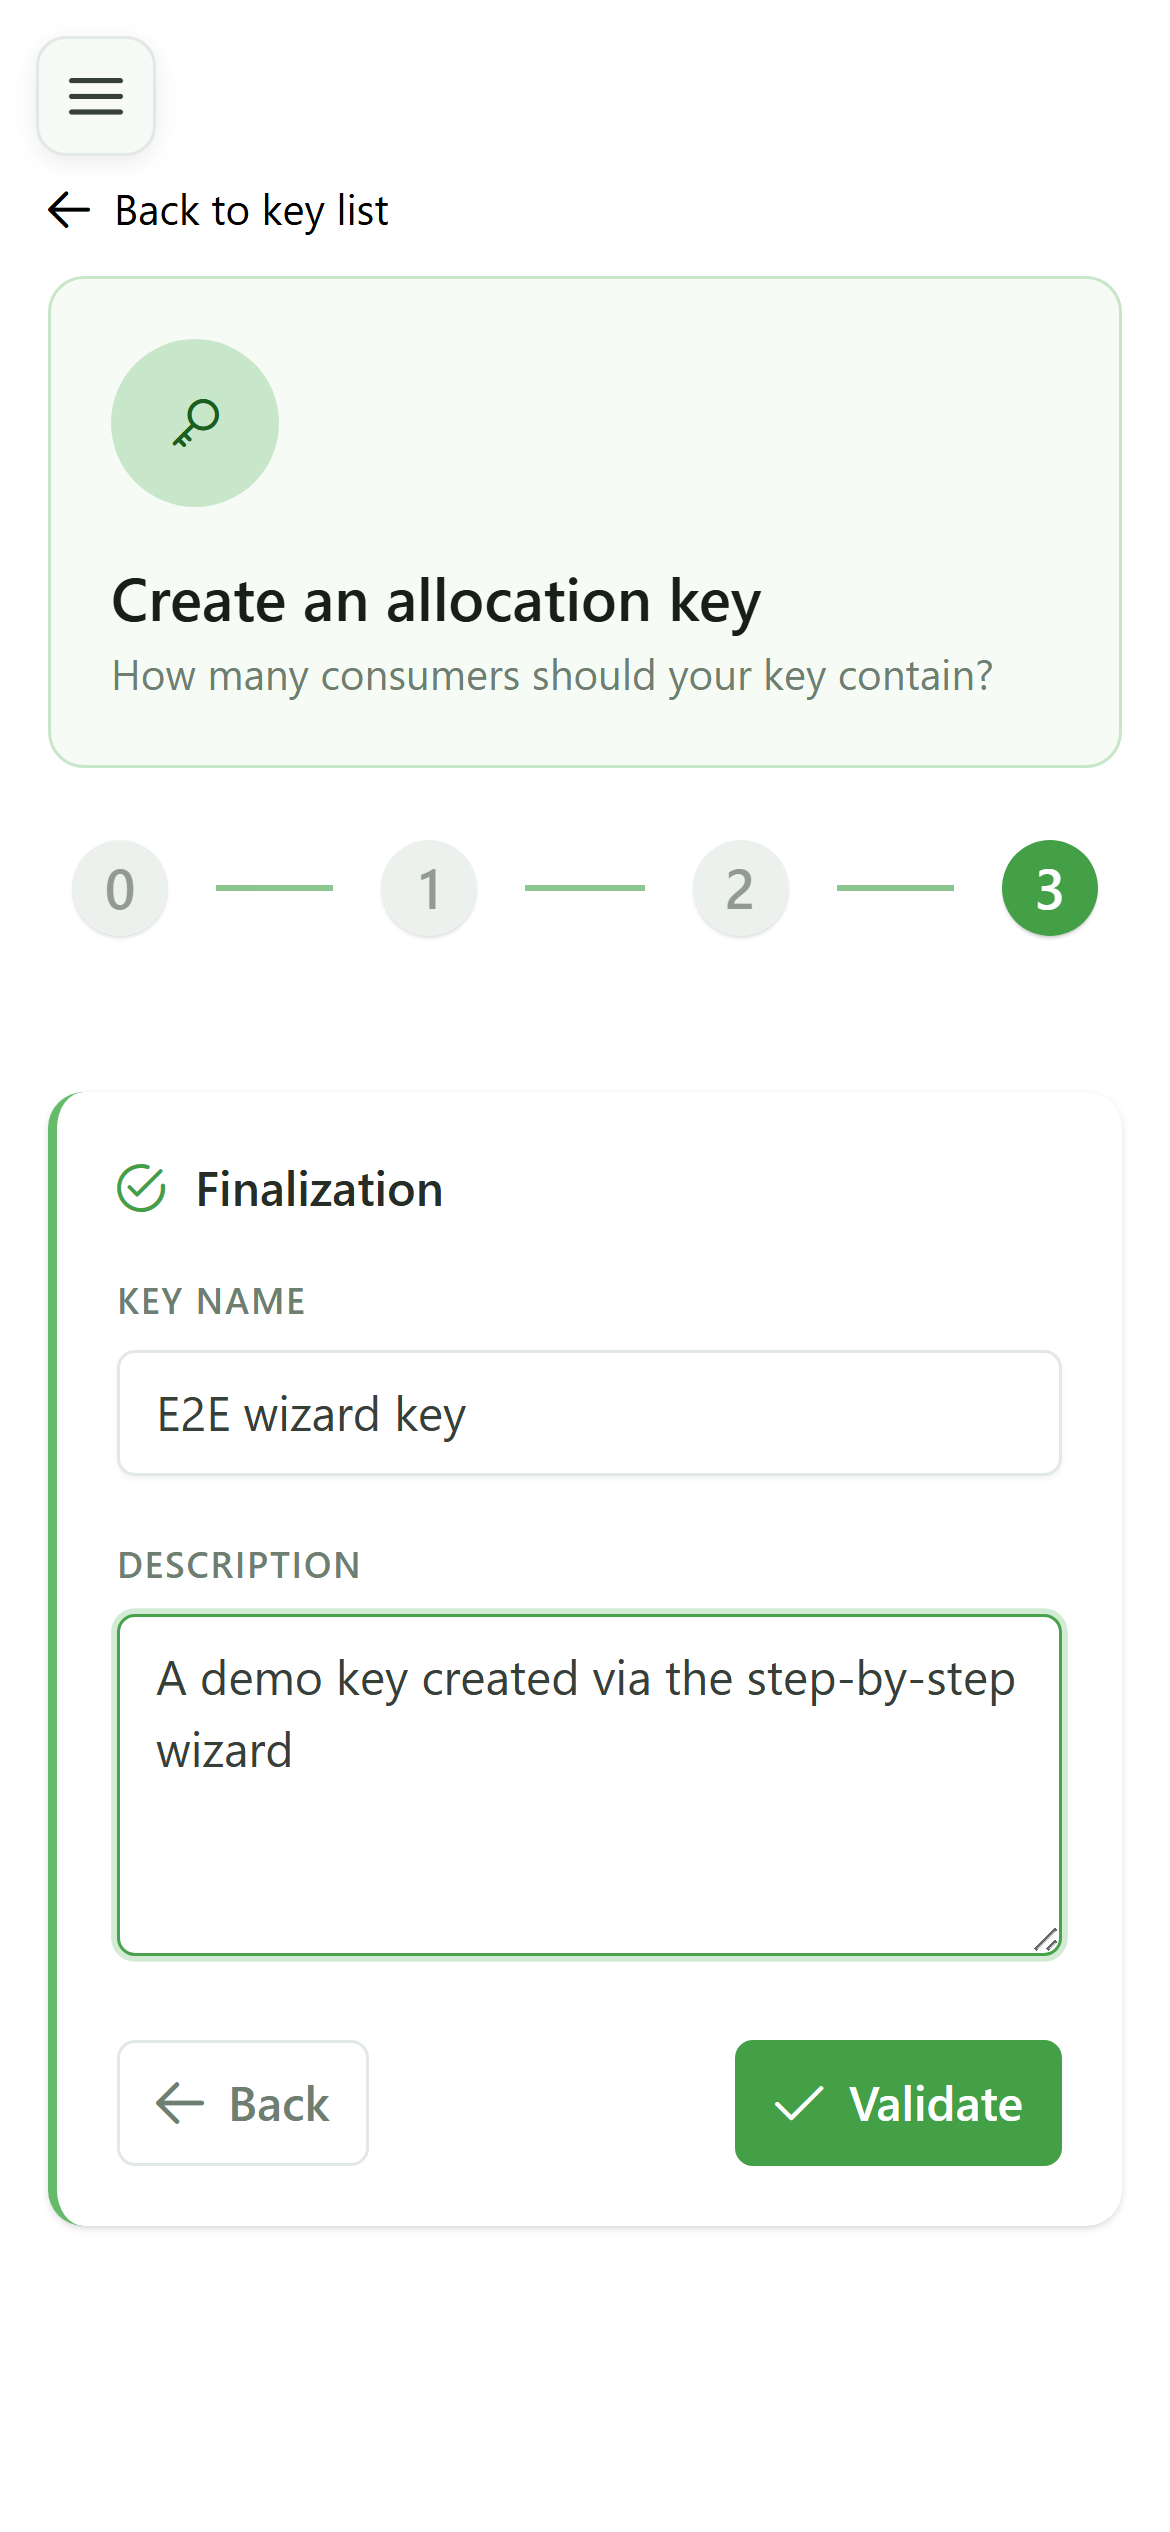 Back to key list
Create an allocation key
How many consumers should your key contain?
0 1 2 3
Finalization
KEY NAME
E2E wizard key
DESCRIPTION
A demo key created via the step-by-step
wizard
Back Validate